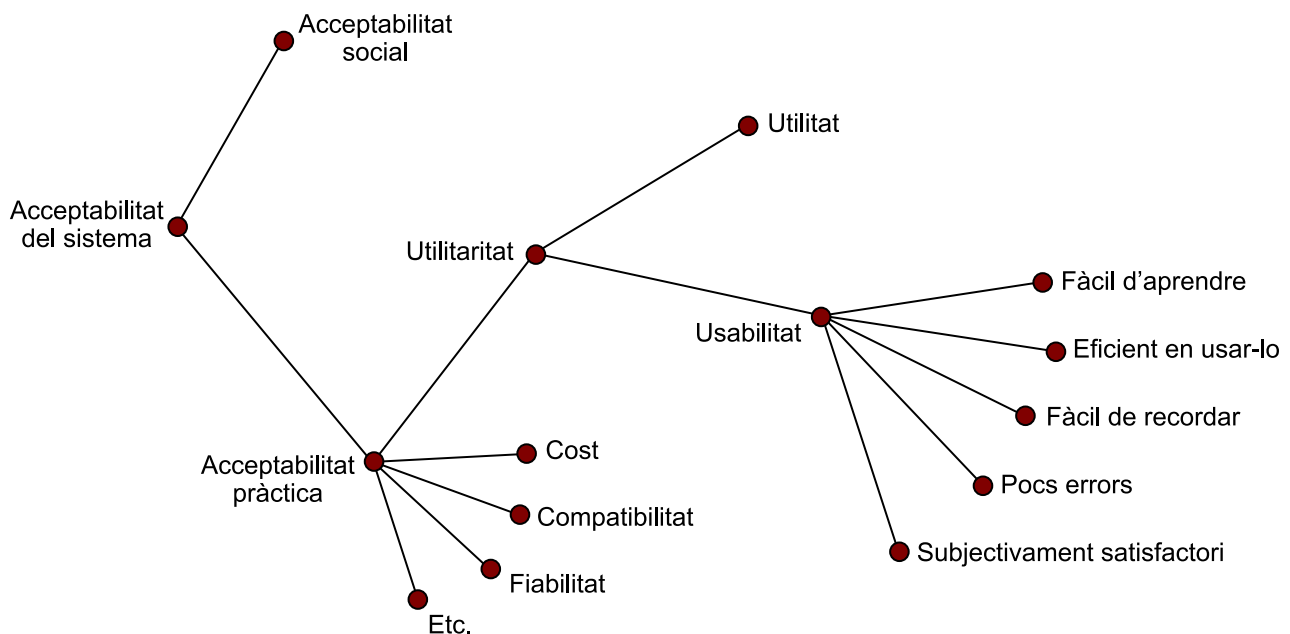 Acceptabilitat
social
Utilitat
Acceptabilitat
del sistema
Utilitaritat
Fàcil d’aprendre
Usabilitat
Eficient en usar-lo
Fàcil de recordar
Acceptabilitat
pràctica
Cost
Pocs errors
Compatibilitat
Subjectivament satisfactori
Fiabilitat
Etc.